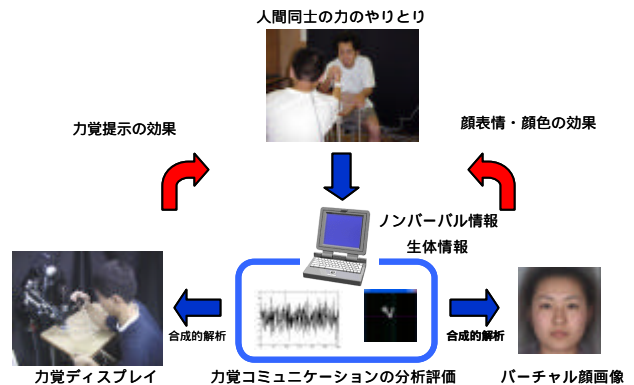 人間同士の力のやりとり
力覚提示の効果
顔表情・顔色の効果
ノンバーバル情報
生体情報
合成的解析
合成的解析
力覚ディスプレイ
力覚コミュニケーションの分析評価
バーチャル顔画像